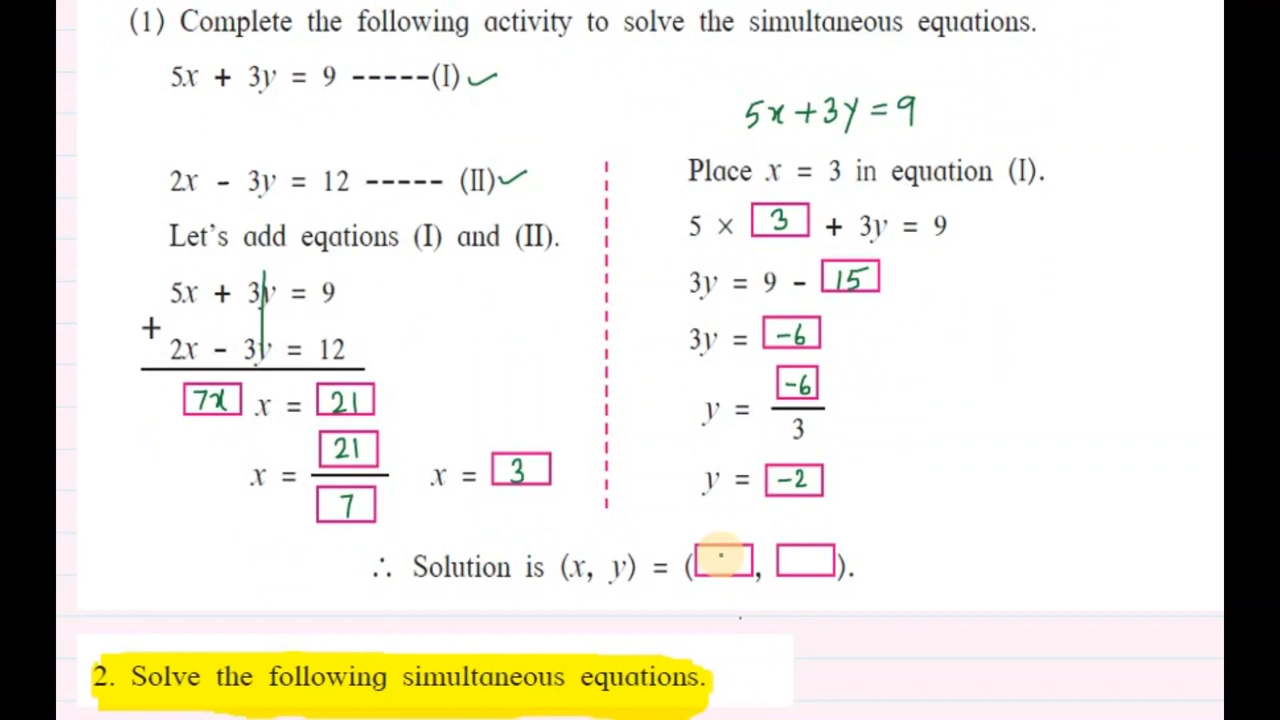 (1) Complete the following activity to solve the simultaneous equations.
5x + 3y = 9 -----(I) ✓
2x - 3y = 12 ----- (II) ✓
Let's add eqations (I) and (II).
5x + 3y = 9
+
2x - 3y = 12
7x x = 21
x = 21
7
x = 3
5x + 3y = 9
Place x = 3 in equation (I).
5 × 3 + 3y = 9
3y = 9 - 15
3y = -6
y = -6
3
y = -2
∴ Solution is (x, y) = ( , ).
2. Solve the following simultaneous equations.